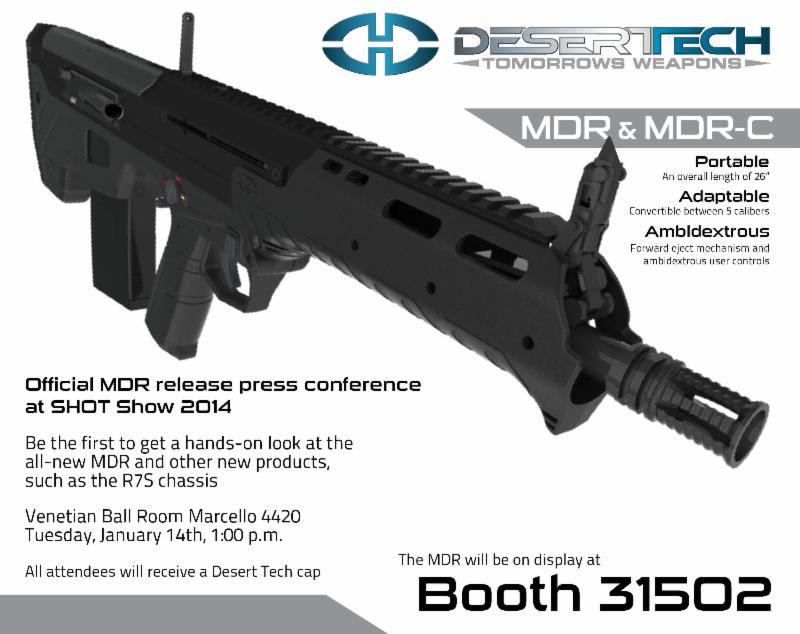 DESERT TECH
TOMORROWS WEAPONS
MDR & MDR-C
Portable
An overall length of 26"
Adaptable
Convertible between 5 calibers
AmbIdextrous
Forward eject mechanism and
ambidextrous user controls
Official MDR release press conference
at SHOT Show 2014
Be the first to get a hands-on look at the
all-new MDR and other new products,
such as the R7S chassis
Venetian Ball Room Marcello 4420
Tuesday, January 14th, 1:00 p.m.
All attendees will receive a Desert Tech cap
The MDR will be on display at
Booth 31502